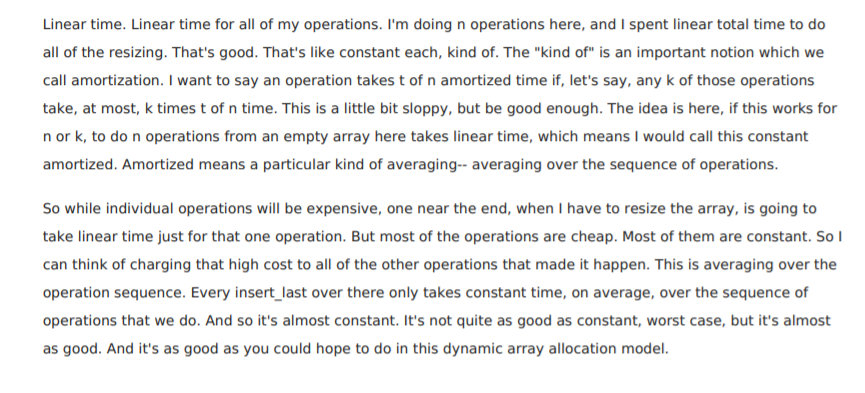 Linear time. Linear time for all of my operations. I'm doing n operations here, and I spent linear total time to do
all of the resizing. That's good. That's like constant each, kind of. The "kind of" is an important notion which we
call amortization. I want to say an operation takes t of n amortized time if, let's say, any k of those operations
take, at most, k times t of n time. This is a little bit sloppy, but be good enough. The idea is here, if this works for
n or k, to do n operations from an empty array here takes linear time, which means I would call this constant
amortized. Amortized means a particular kind of averaging-- averaging over the sequence of operations.
So while individual operations will be expensive, one near the end, when I have to resize the array, is going to
take linear time just for that one operation. But most of the operations are cheap. Most of them are constant. So I
can think of charging that high cost to all of the other operations that made it happen. This is averaging over the
operation sequence. Every insert_last over there only takes constant time, on average, over the sequence of
operations that we do. And so it's almost constant. It's not quite as good as constant, worst case, but it's almost
as good. And it's as good as you could hope to do in this dynamic array allocation model.